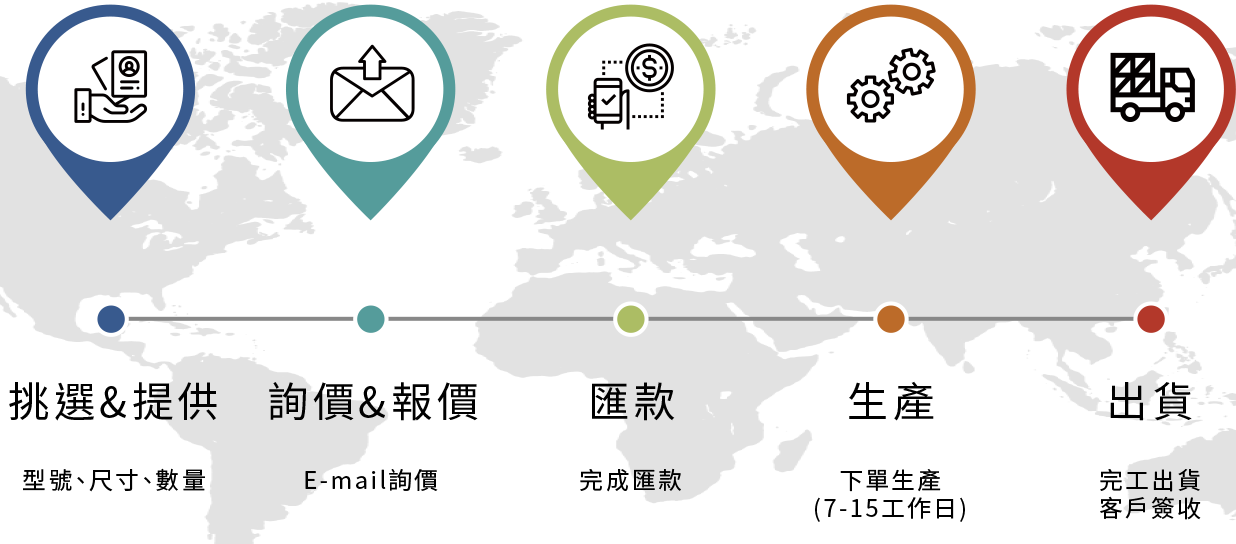 挑選&提供
型號、尺寸、數量
詢價&報價
E-mail詢價
匯款
完成匯款
生產
下單生產
(7-15工作日)
出貨
完工出貨
客戶簽收